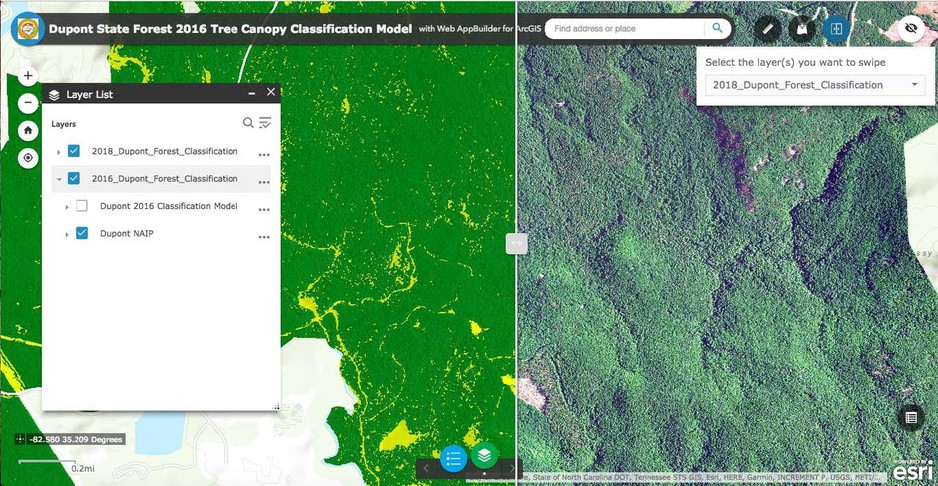 Dupont State Forest 2016 Tree Canopy Classification Model with Web AppBuilder for ArcGIS
Find address or place
Select the layer(s) you want to swipe
2018_Dupont_Forest_Classification
Layer List
Layers
2018_Dupont_Forest_Classification
2016_Dupont_Forest_Classification
Dupont 2016 Classification Model
Dupont NAIP
-82.580 35.209 Degrees
0.2mi
State of North Carolina DOT, Tennessee STS GIS, Esri, HERE, Garmin, INCREMENT P, USGS, METI/...
POWERED BY
esri